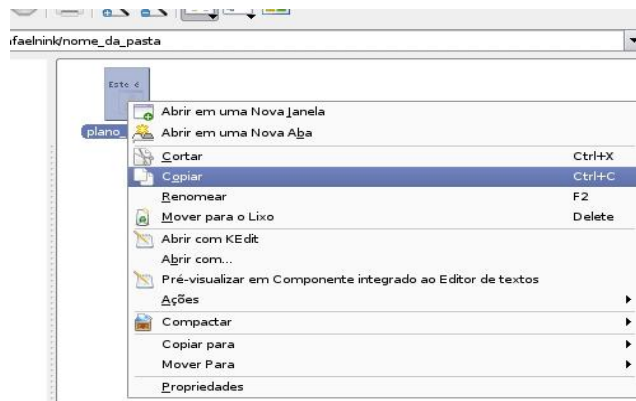 faelnink/nome_da_pasta
Este é
plano_
Abrir em uma Nova Janela
Abrir em uma Nova Aba
Cortar Ctrl+X
Copiar Ctrl+C
Renomear F2
Mover para o Lixo Delete
Abrir com KEdit
Abrir com...
Pré-visualizar em Componente integrado ao Editor de textos
Ações
Compactar
Copiar para
Mover Para
Propriedades